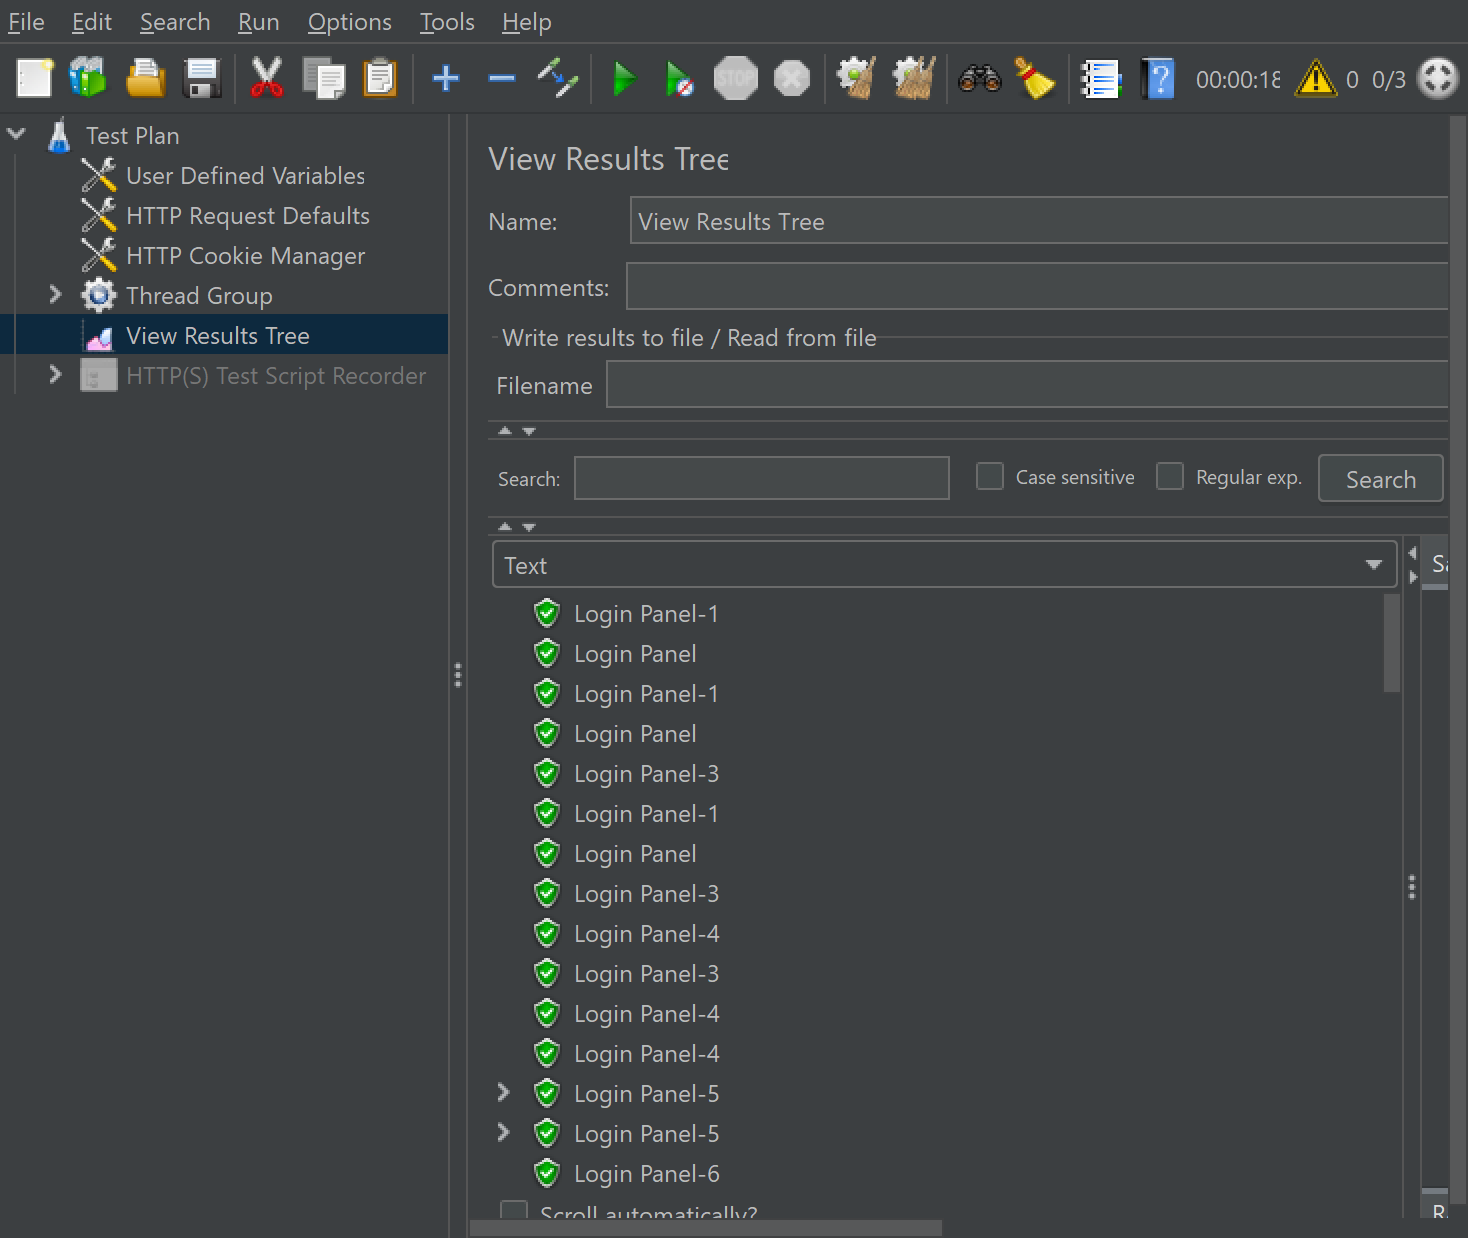 File Edit Search Run Options Tools Help
STOP 00:00:18 0 0/3
Test Plan
User Defined Variables
HTTP Request Defaults
HTTP Cookie Manager
Thread Group
View Results Tree
HTTP(S) Test Script Recorder
View Results Tree
Name: View Results Tree
Comments:
Write results to file / Read from file
Filename
Search: Case sensitive Regular exp. Search
Text
Login Panel-1
Login Panel
Login Panel-1
Login Panel
Login Panel-3
Login Panel-1
Login Panel
Login Panel-3
Login Panel-4
Login Panel-3
Login Panel-4
Login Panel-4
Login Panel-5
Login Panel-5
Login Panel-6
Scroll automatically?